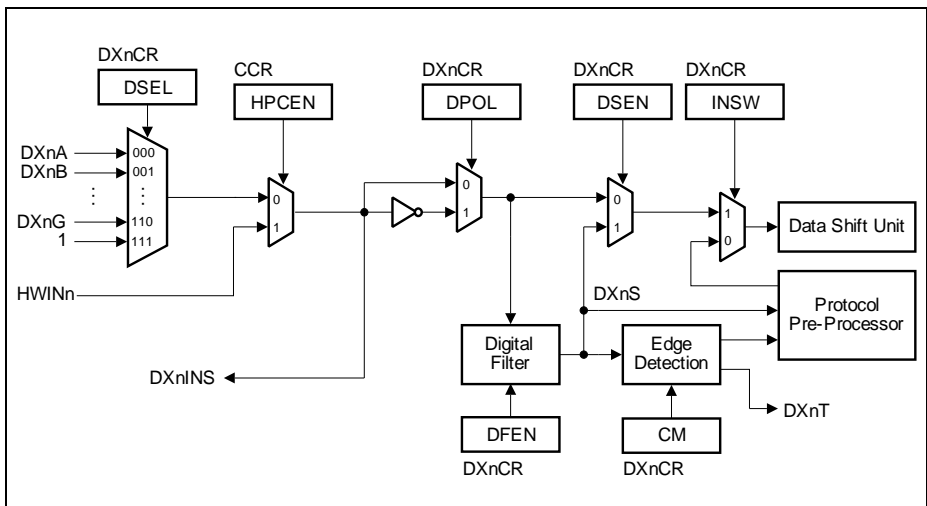 DXnCR
DSEL
CCR
HPCEN
DXnCR
DPOL
DXnCR
DSEN
DXnCR
INSW
DXnA
DXnB
⋮
DXnG
1
000
001
⋮
110
111
0
1
0
1
0
1
1
0
Data Shift Unit
HWINn
DXnS
Protocol
Pre-Processor
Digital
Filter
Edge
Detection
DXnINS
DXnT
DFEN
CM
DXnCR
DXnCR